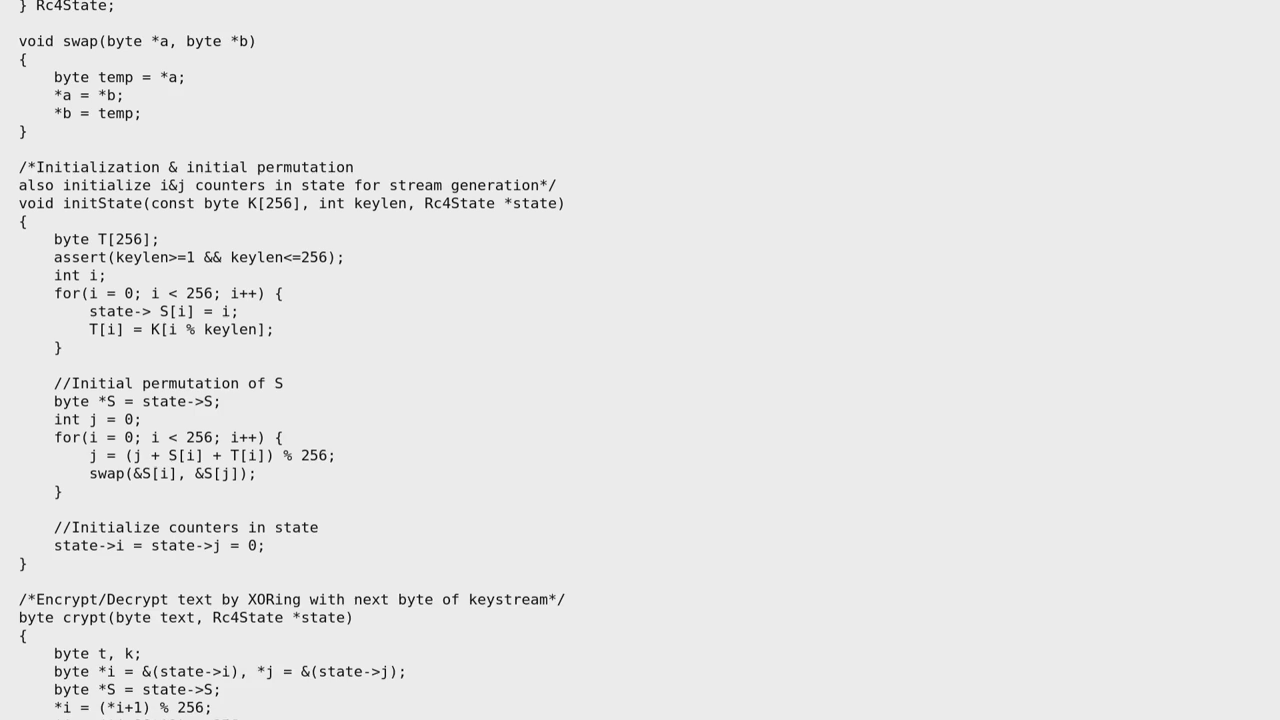 } Rc4State;

void swap(byte *a, byte *b)
{
    byte temp = *a;
    *a = *b;
    *b = temp;
}

/*Initialization & initial permutation
also initialize i&j counters in state for stream generation*/
void initState(const byte K[256], int keylen, Rc4State *state)
{
    byte T[256];
    assert(keylen>=1 && keylen<=256);
    int i;
    for(i = 0; i < 256; i++) {
        state-> S[i] = i;
        T[i] = K[i % keylen];
    }

    //Initial permutation of S
    byte *S = state->S;
    int j = 0;
    for(i = 0; i < 256; i++) {
        j = (j + S[i] + T[i]) % 256;
        swap(&S[i], &S[j]);
    }

    //Initialize counters in state
    state->i = state->j = 0;
}

/*Encrypt/Decrypt text by XORing with next byte of keystream*/
byte crypt(byte text, Rc4State *state)
{
    byte t, k;
    byte *i = &(state->i), *j = &(state->j);
    byte *S = state->S;
    *i = (*i+1) % 256;